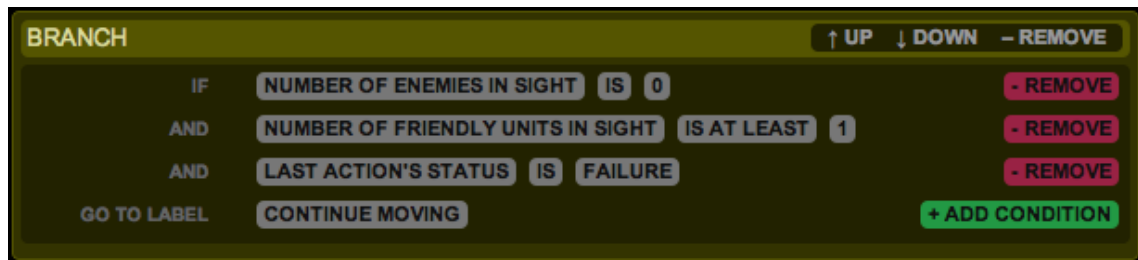 BRANCH ↑ UP ↓ DOWN – REMOVE
IF NUMBER OF ENEMIES IN SIGHT IS 0 - REMOVE
AND NUMBER OF FRIENDLY UNITS IN SIGHT IS AT LEAST 1 - REMOVE
AND LAST ACTION'S STATUS IS FAILURE - REMOVE
GO TO LABEL CONTINUE MOVING + ADD CONDITION